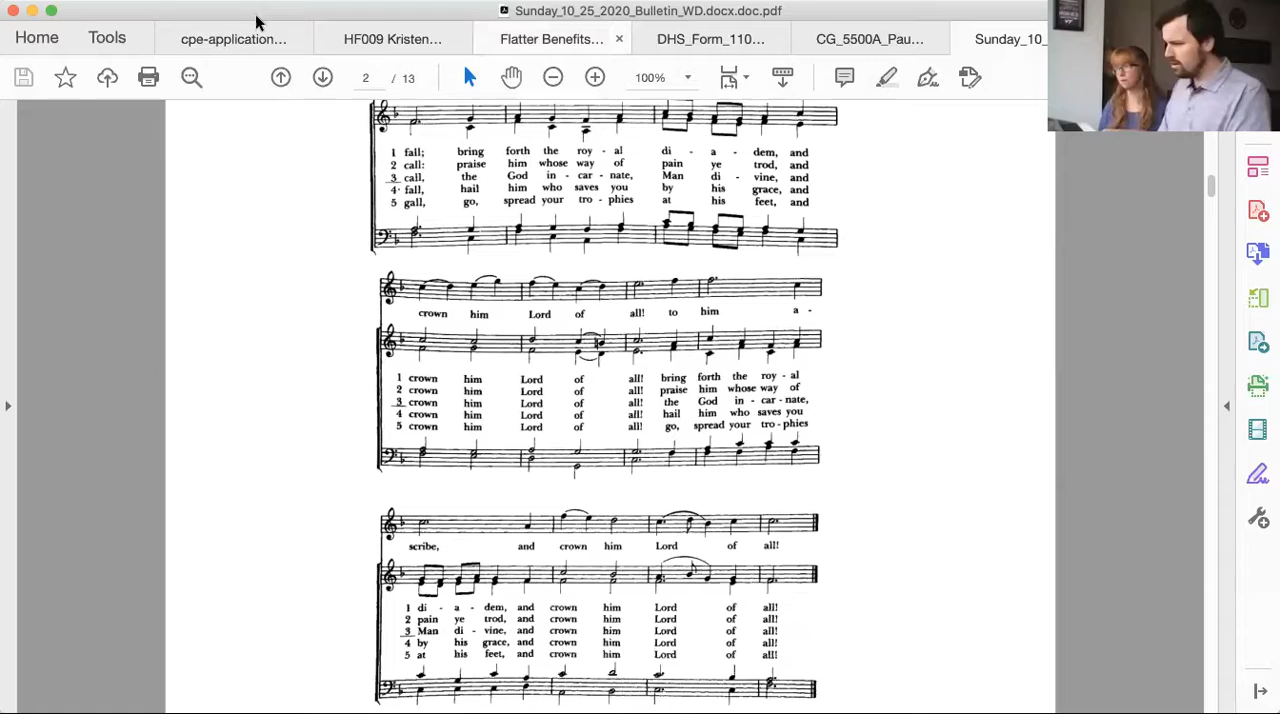 Sunday_10_25_2020_Bulletin_WD.docx.doc.pdf
Home Tools cpe-application... HF009 Kristen... Flatter Benefits... × DHS_Form_110... CG_5500A_Pau... Sunday_10_
2 / 13 100%
1 fall; bring forth the roy - al di - a - dem, and
2 call: praise him whose way of pain ye trod, and
3 call, the God in - car - nate, Man di - vine, and
4 fall, hail him who saves you by his grace, and
5 gall, go, spread your tro - phies at his feet, and
crown him Lord of all! to him a -
1 crown him Lord of all! bring forth the roy - al
2 crown him Lord of all! praise him whose way of
3 crown him Lord of all! the God in - car - nate,
4 crown him Lord of all! hail him who saves you
5 crown him Lord of all! go, spread your tro - phies
scribe, and crown him Lord of all!
1 di - a - dem, and crown him Lord of all!
2 pain ye trod, and crown him Lord of all!
3 Man di - vine, and crown him Lord of all!
4 by his grace, and crown him Lord of all!
5 at his feet, and crown him Lord of all!